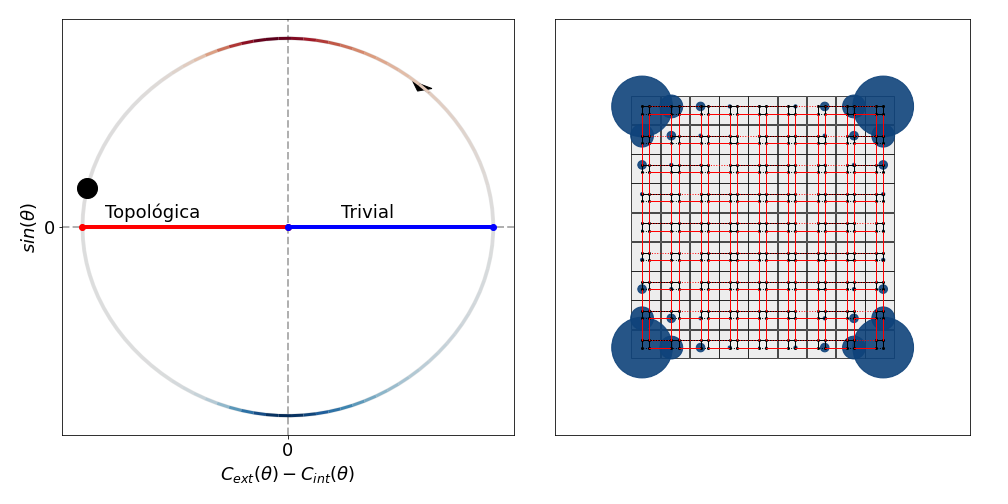 Topológica Trivial
sin(θ)
0
0
C_ext(θ) − C_int(θ)